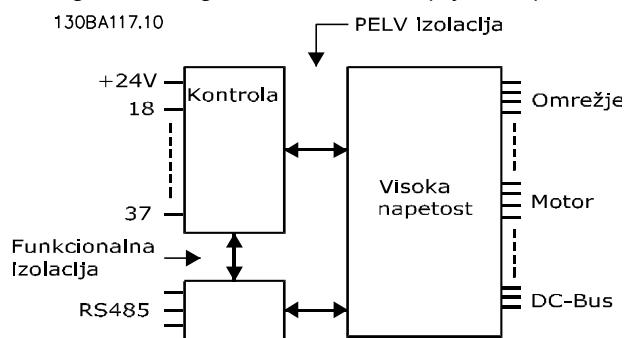 130BA117.10
PELV izolacija
+24V
Kontrola
18
Omrežje
Visoka
napetost
37
Motor
Funkcionalna
izolacija
RS485
DC-Bus